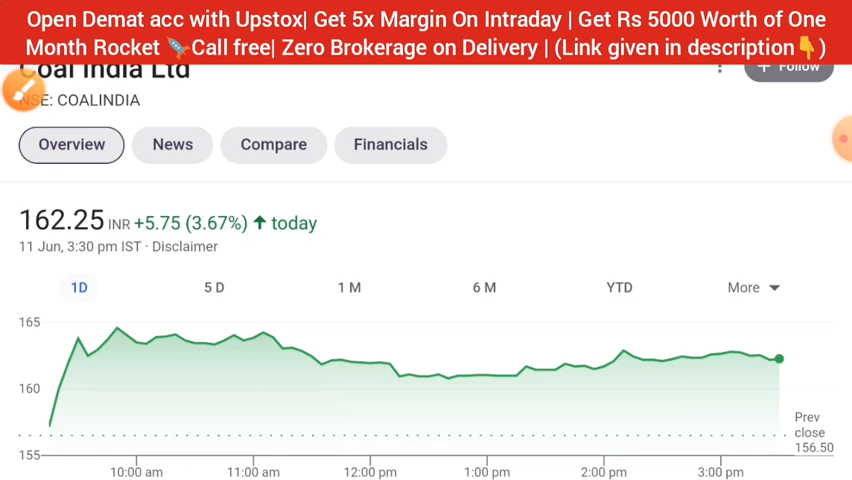 Open Demat acc with Upstox| Get 5x Margin On Intraday | Get Rs 5000 Worth of One
Month Rocket 🚀Call free| Zero Brokerage on Delivery | (Link given in description👇)
Coal India Ltd
+ Follow
NSE: COALINDIA
Overview
News
Compare
Financials
162.25 INR +5.75 (3.67%) ↑ today
11 Jun, 3:30 pm IST · Disclaimer
1D
5 D
1 M
6 M
YTD
More
165
160
155
Prev
close
156.50
10:00 am
11:00 am
12:00 pm
1:00 pm
2:00 pm
3:00 pm